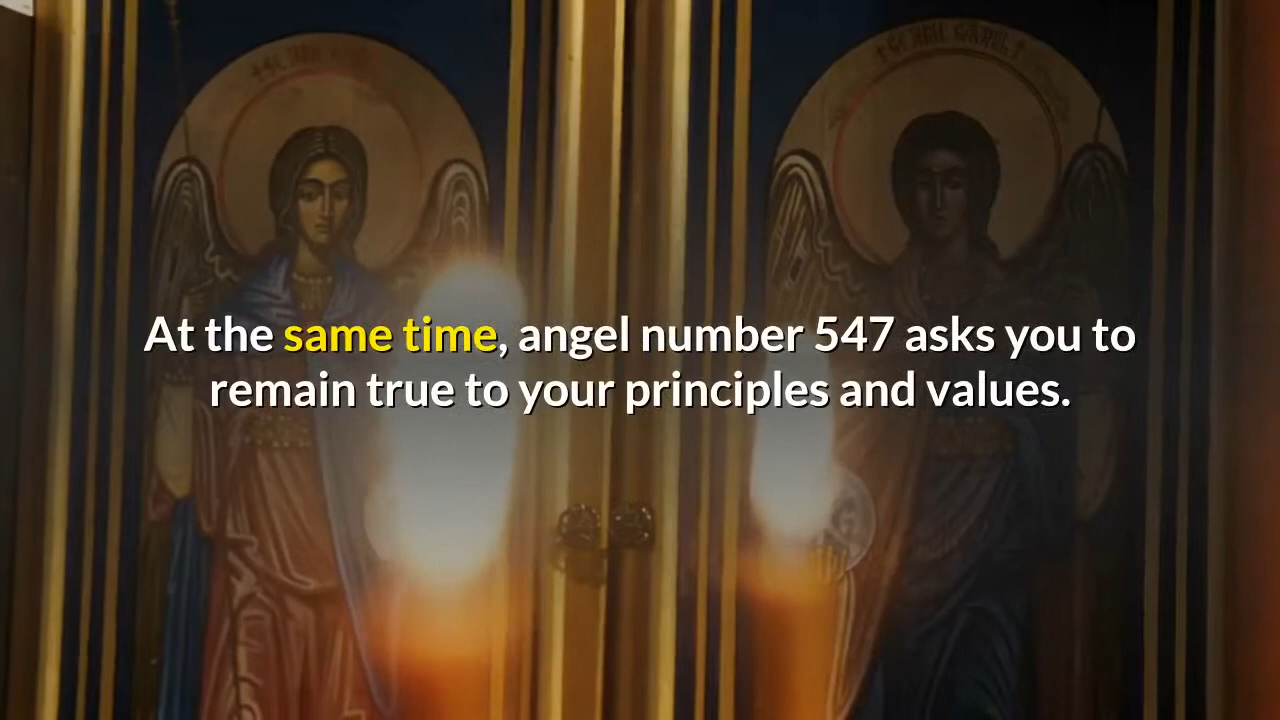 At the same time, angel number 547 asks you to
remain true to your principles and values.